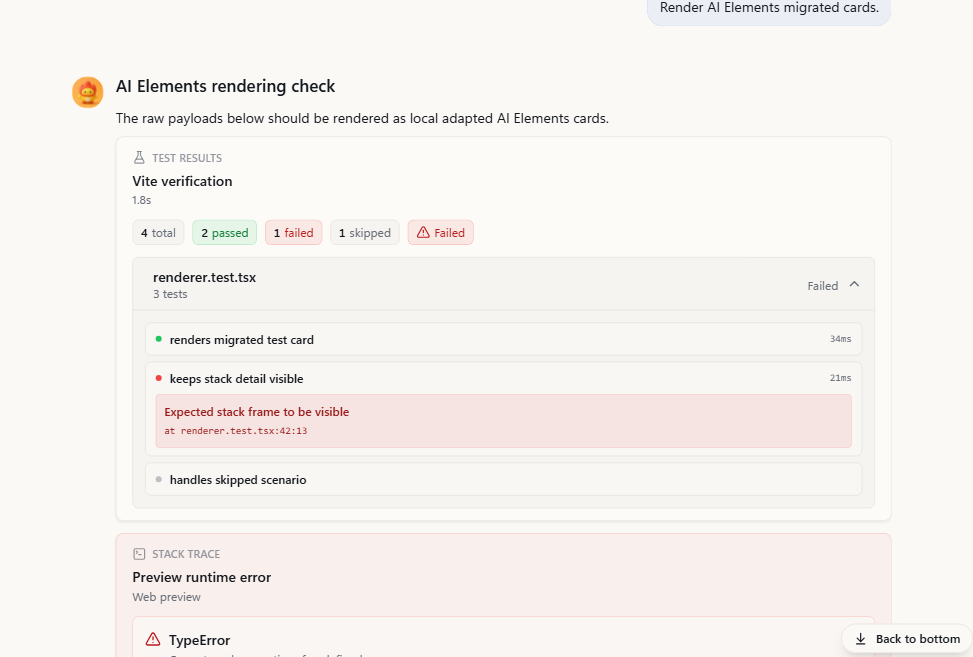 Render AI Elements migrated cards.
AI Elements rendering check
The raw payloads below should be rendered as local adapted AI Elements cards.
TEST RESULTS
Vite verification
1.8s
4 total
2 passed
1 failed
1 skipped
Failed
renderer.test.tsx
3 tests
Failed
renders migrated test card
34ms
keeps stack detail visible
21ms
Expected stack frame to be visible
at renderer.test.tsx:42:13
handles skipped scenario
STACK TRACE
Preview runtime error
Web preview
TypeError
Back to bottom